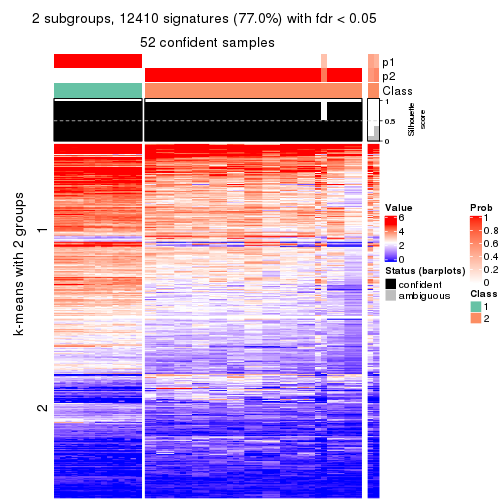 2 subgroups, 12410 signatures (77.0%) with fdr < 0.05
52 confident samples
p1
p2
Class
1
0.5
0
Silhouette
score
k-means with 2 groups
1
2
Value
6
4
2
0
Status (barplots)
confident
ambiguous
Prob
1
0.8
0.6
0.4
0.2
0
Class
1
2